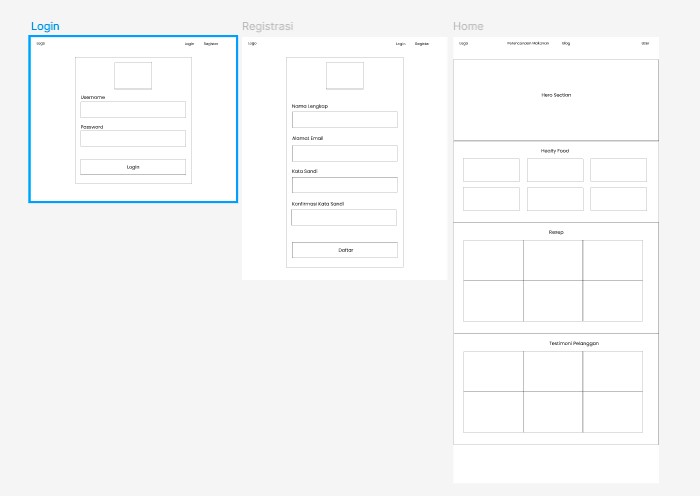 Login
Registrasi
Home
Logo
Login
Register
Username
Password
Login
Logo
Login
Register
Nama Lengkap
Alamat Email
Kata Sandi
Konfirmasi Kata Sandi
Daftar
Logo
Perencanaan Makanan
Blog
User
Hero Section
Healty Food
Resep
Testimoni Pelanggan